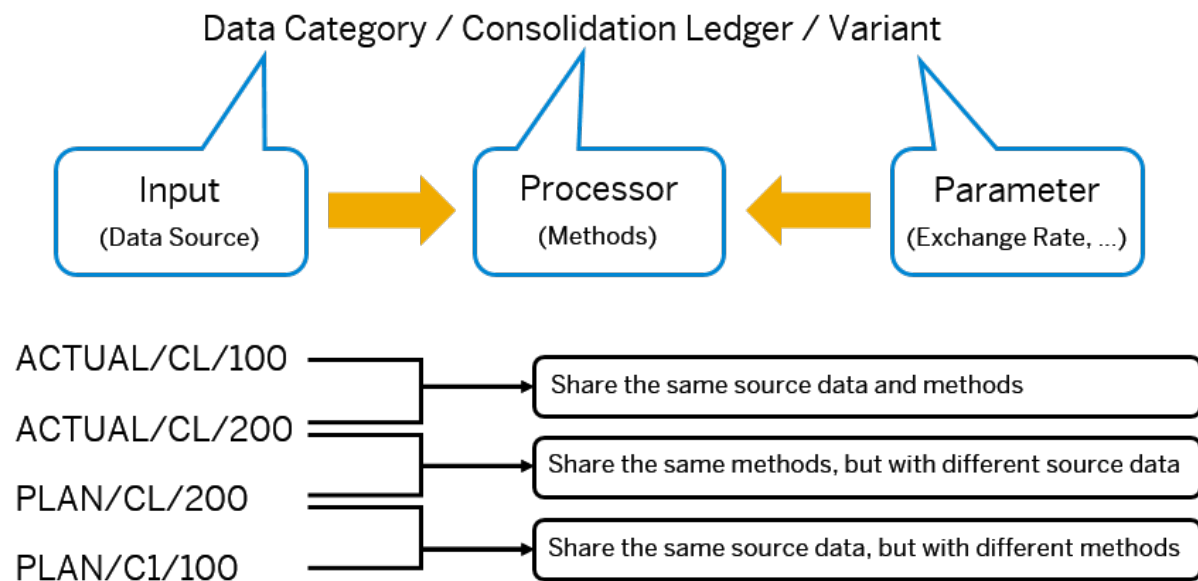 Data Category / Consolidation Ledger / Variant
Input
(Data Source)
Processor
(Methods)
Parameter
(Exchange Rate, ...)
ACTUAL/CL/100
ACTUAL/CL/200
PLAN/CL/200
PLAN/C1/100
Share the same source data and methods
Share the same methods, but with different source data
Share the same source data, but with different methods